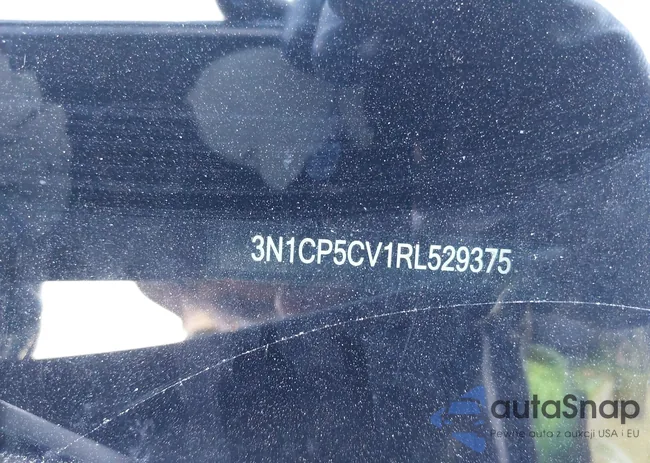 3N1CP5CV1RL529375
autaSnap
Pewne auta z aukcji USA i EU